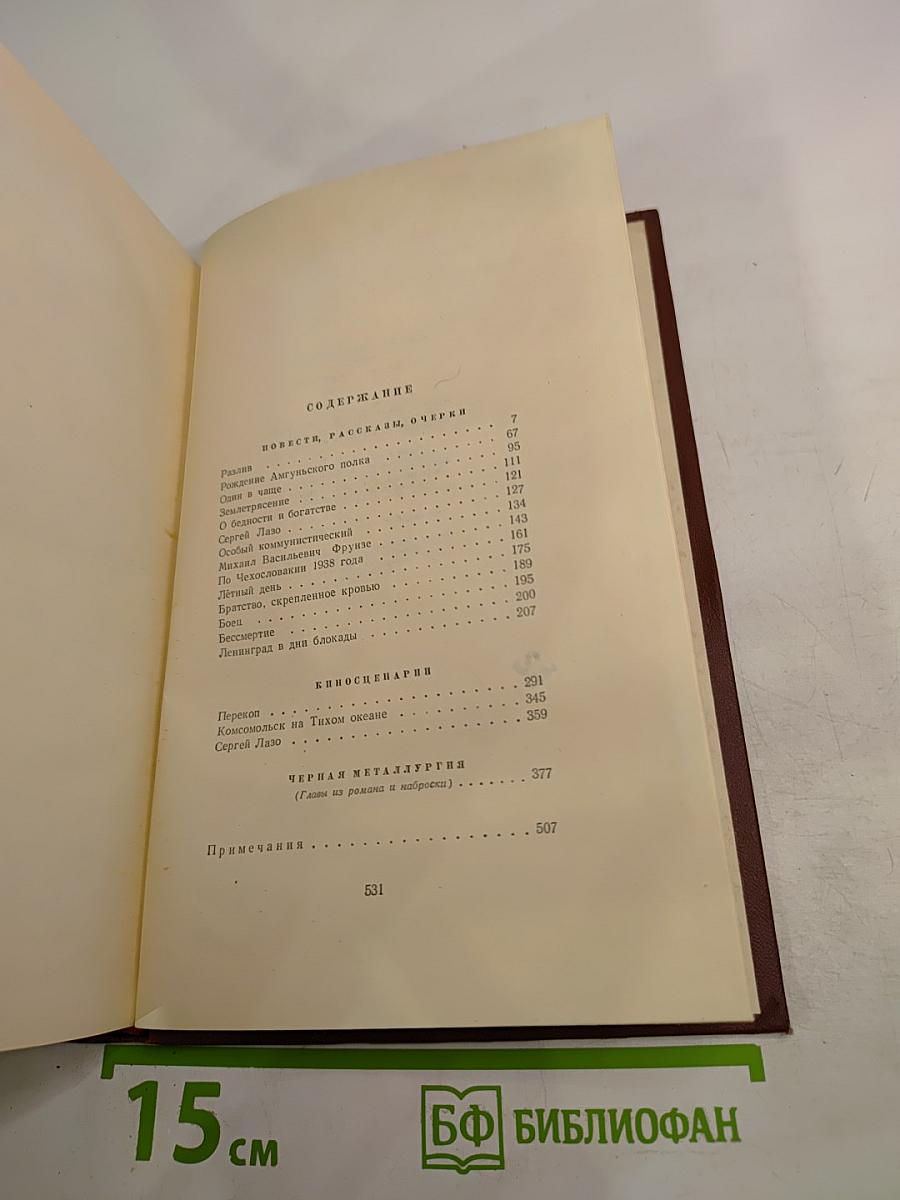 СОДЕРЖАНИЕ
ПОВЕСТИ, РАССКАЗЫ, ОЧЕРКИ
Разлив . . . . . . . . . . . . . . . . . . 7
Рождение Амгуньского полка . . . . . . . . 67
Один в чаще . . . . . . . . . . . . . . . . 95
Землетрясение . . . . . . . . . . . . . . . 111
О бедности и богатстве . . . . . . . . . . 121
Сергей Лазо . . . . . . . . . . . . . . . . 127
Особый коммунистический . . . . . . . . . . 134
Михаил Васильевич Фрунзе . . . . . . . . . 143
По Чехословакии 1938 года . . . . . . . . . 161
Лётный день . . . . . . . . . . . . . . . . 175
Братство, скрепленное кровью . . . . . . . 189
Боец . . . . . . . . . . . . . . . . . . . 195
Бессмертие . . . . . . . . . . . . . . . . 200
Ленинград в дни блокады . . . . . . . . . . 207
КИНОСЦЕНАРИИ
Перекоп . . . . . . . . . . . . . . . . . . 291
Комсомольск на Тихом океане . . . . . . . . 345
Сергей Лазо . . . . . . . . . . . . . . . . 359
ЧЕРНАЯ МЕТАЛЛУРГИЯ
(Главы из романа и наброски) . . . . . . . 377
Примечания . . . . . . . . . . . . . . . . 507
531
15 см
БФ БИБЛИОФАН